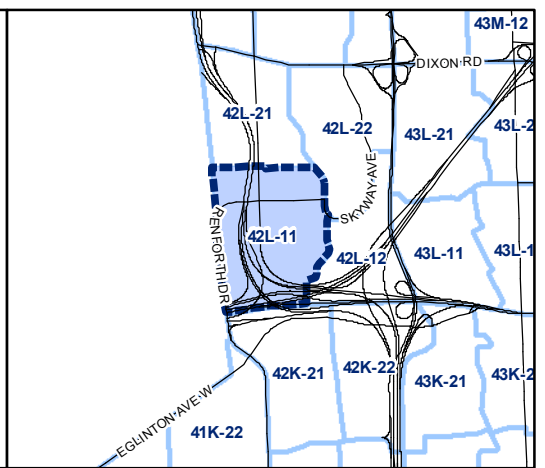 43M-12
DIXON RD
42L-21
42L-22
43L-21
43L-2
SKYWAY AVE
RENFORTH DR
42L-11
42L-12
43L-11
43L-1
42K-21
42K-22
43K-21
43K-2
EGLINTON AVE W
41K-22